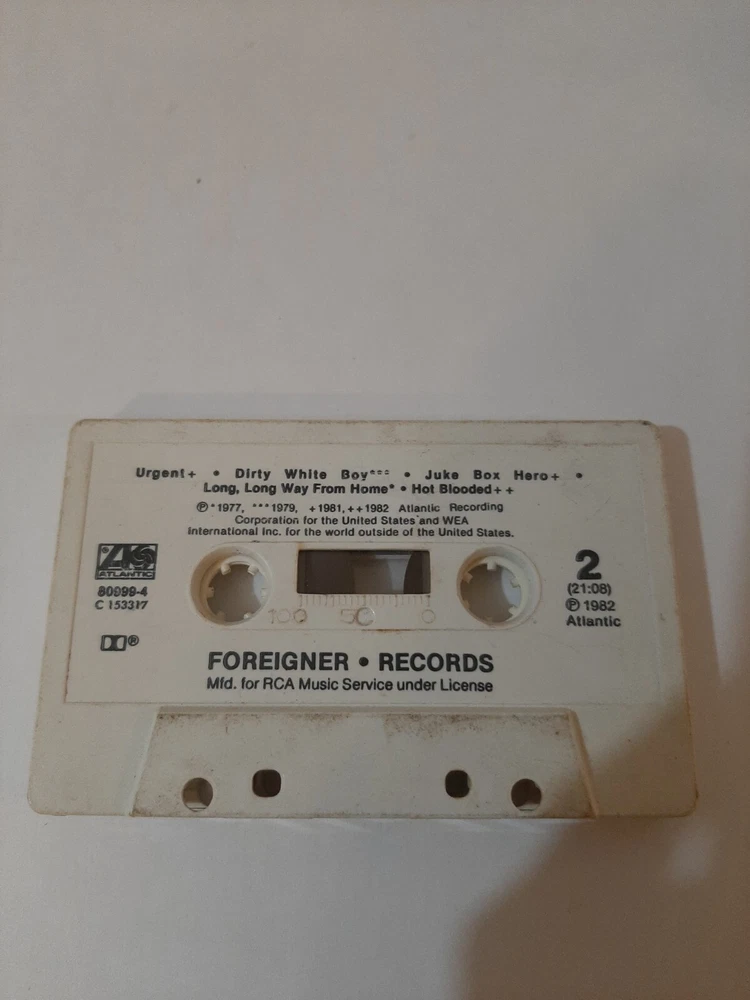 Urgent+ • Dirty White Boy*** • Juke Box Hero+ •
Long, Long Way From Home* • Hot Blooded++
℗*1977, ***1979, +1981,++1982 Atlantic Recording
Corporation for the United States and WEA
International Inc. for the world outside of the United States.
ATLANTIC
80999-4
C 153317
2
(21:08)
℗ 1982
Atlantic
100 50 0
FOREIGNER • RECORDS
Mfd. for RCA Music Service under License